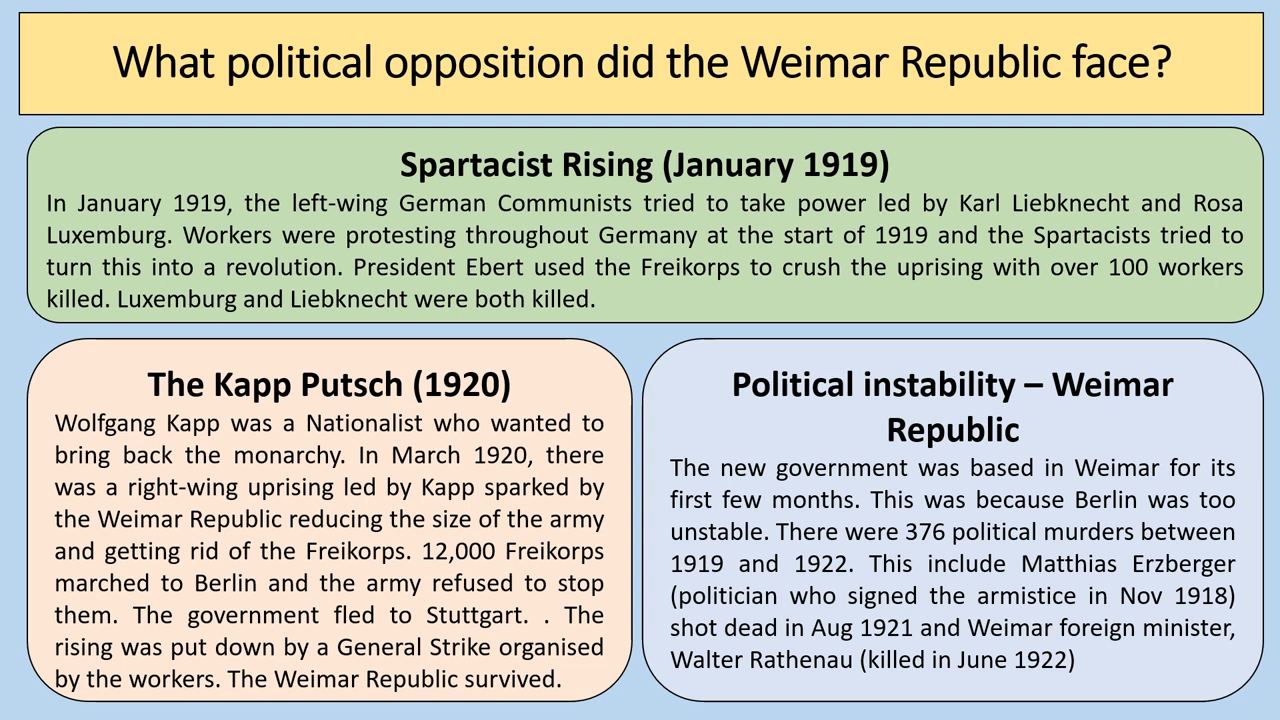 What political opposition did the Weimar Republic face?
Spartacist Rising (January 1919)
In January 1919, the left-wing German Communists tried to take power led by Karl Liebknecht and Rosa
Luxemburg. Workers were protesting throughout Germany at the start of 1919 and the Spartacists tried to
turn this into a revolution. President Ebert used the Freikorps to crush the uprising with over 100 workers
killed. Luxemburg and Liebknecht were both killed.
The Kapp Putsch (1920)
Wolfgang Kapp was a Nationalist who wanted to
bring back the monarchy. In March 1920, there
was a right-wing uprising led by Kapp sparked by
the Weimar Republic reducing the size of the army
and getting rid of the Freikorps. 12,000 Freikorps
marched to Berlin and the army refused to stop
them. The government fled to Stuttgart. . The
rising was put down by a General Strike organised
by the workers. The Weimar Republic survived.
Political instability – Weimar
Republic
The new government was based in Weimar for its
first few months. This was because Berlin was too
unstable. There were 376 political murders between
1919 and 1922. This include Matthias Erzberger
(politician who signed the armistice in Nov 1918)
shot dead in Aug 1921 and Weimar foreign minister,
Walter Rathenau (killed in June 1922)